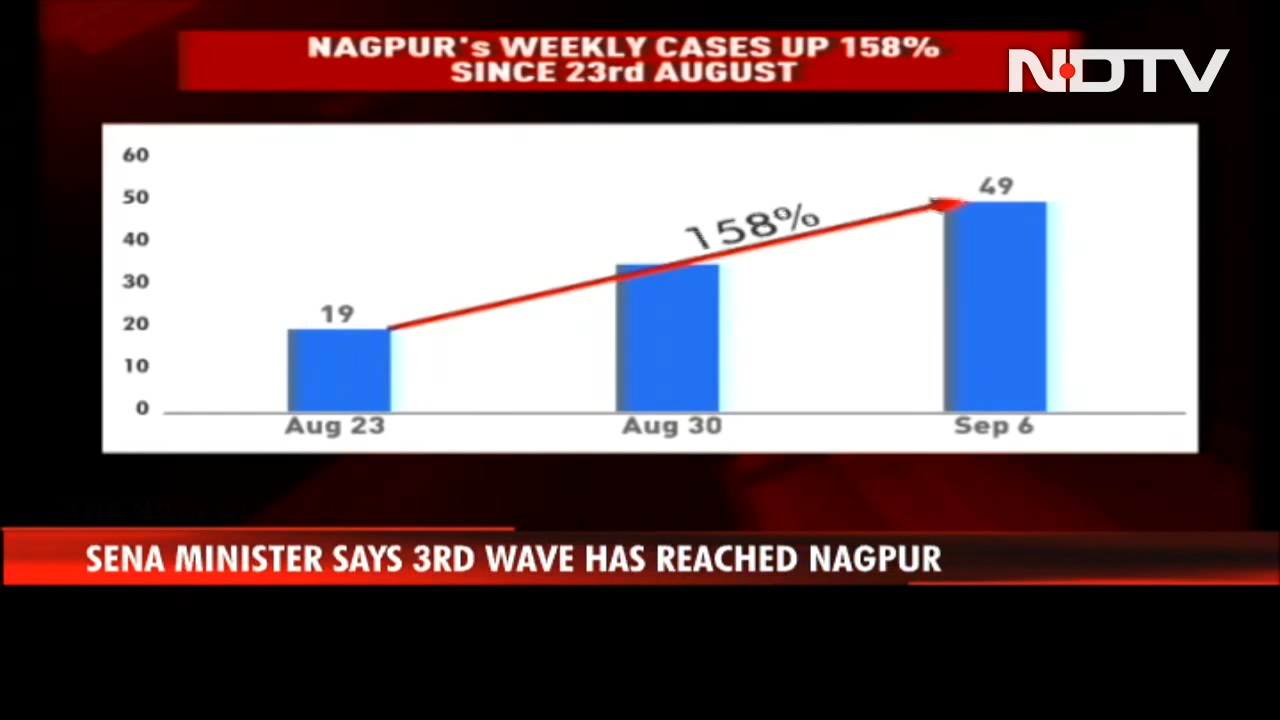 NAGPUR's WEEKLY CASES UP 158%
SINCE 23rd AUGUST
NDTV
60
50
40
30
20
10
0
19
158%
49
Aug 23
Aug 30
Sep 6
SENA MINISTER SAYS 3RD WAVE HAS REACHED NAGPUR